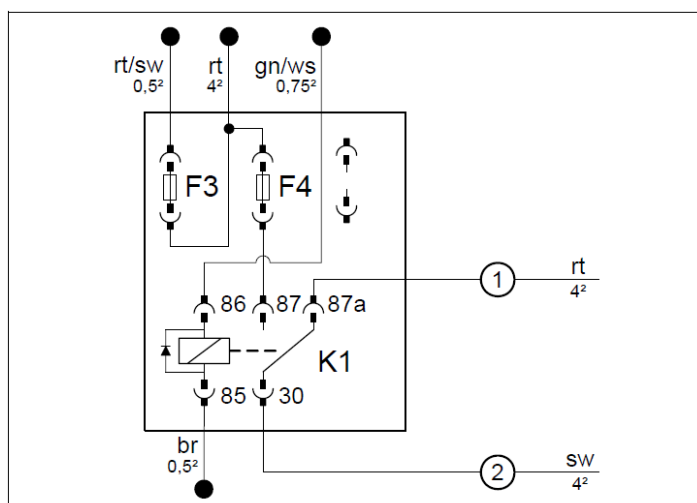 rt/sw
0,5²
rt
4²
gn/ws
0,75²
F3
F4
86
87
87a
1
rt
4²
K1
85
30
br
0,5²
2
sw
4²